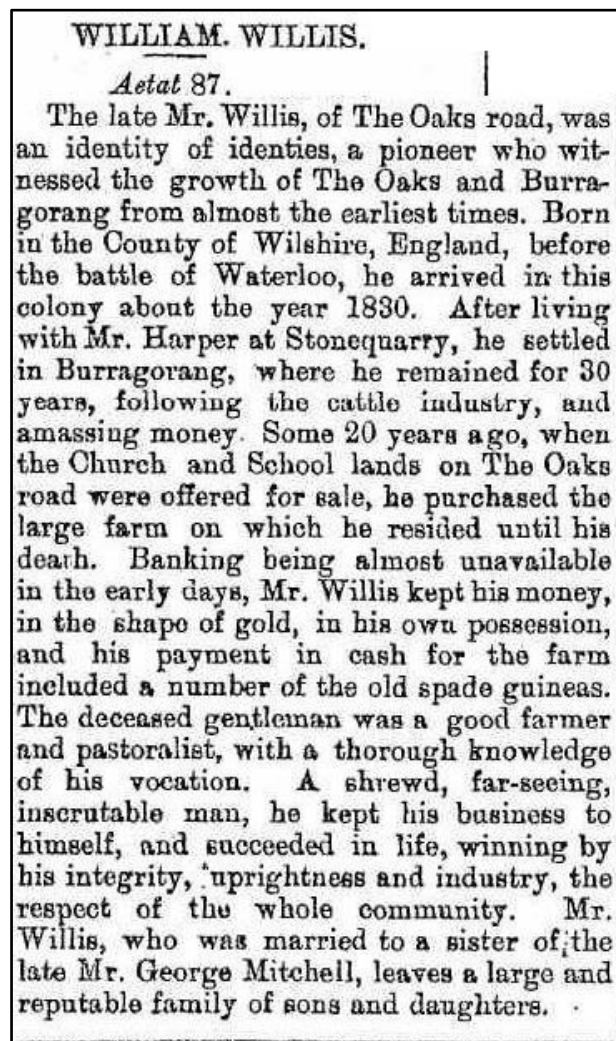 WILLIAM. WILLIS.
Aetat 87.
The late Mr. Willis, of The Oaks road, was
an identity of identies, a pioneer who wit-
nessed the growth of The Oaks and Burra-
gorang from almost the earliest times. Born
in the County of Wilshire, England, before
the battle of Waterloo, he arrived in this
colony about the year 1830. After living
with Mr. Harper at Stonequarry, he settled
in Burragorang, where he remained for 30
years, following the cattle industry, and
amassing money. Some 20 years ago, when
the Church and School lands on The Oaks
road were offered for sale, he purchased the
large farm on which he resided until his
death. Banking being almost unavailable
in the early days, Mr. Willis kept his money,
in the shape of gold, in his own possession,
and his payment in cash for the farm
included a number of the old spade guineas.
The deceased gentleman was a good farmer
and pastoralist, with a thorough knowledge
of his vocation. A shrewd, far-seeing,
inscrutable man, he kept his business to
himself, and succeeded in life, winning by
his integrity, uprightness and industry, the
respect of the whole community. Mr.
Willis, who was married to a sister of the
late Mr. George Mitchell, leaves a large and
reputable family of sons and daughters.